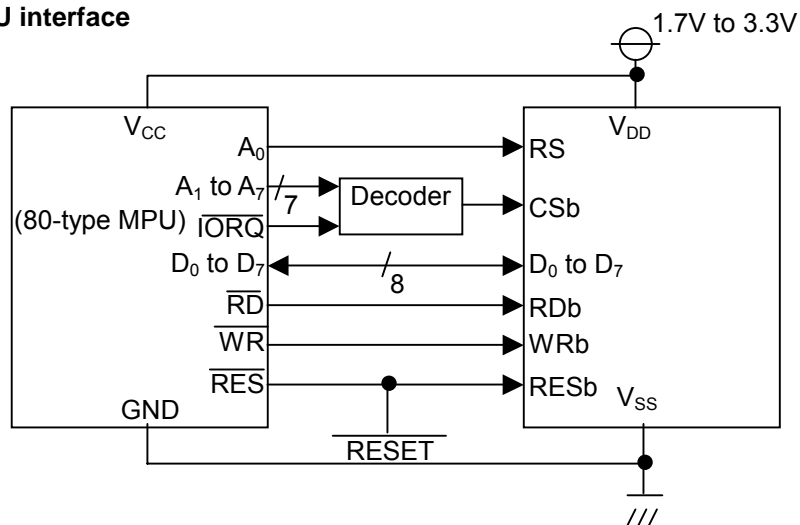 U interface
1.7V to 3.3V
VCC
VDD
A0
RS
A1 to A7
7
Decoder
CSb
(80-type MPU)
IORQ
D0 to D7
8
D0 to D7
RD
RDb
WR
WRb
RES
RESb
GND
VSS
RESET